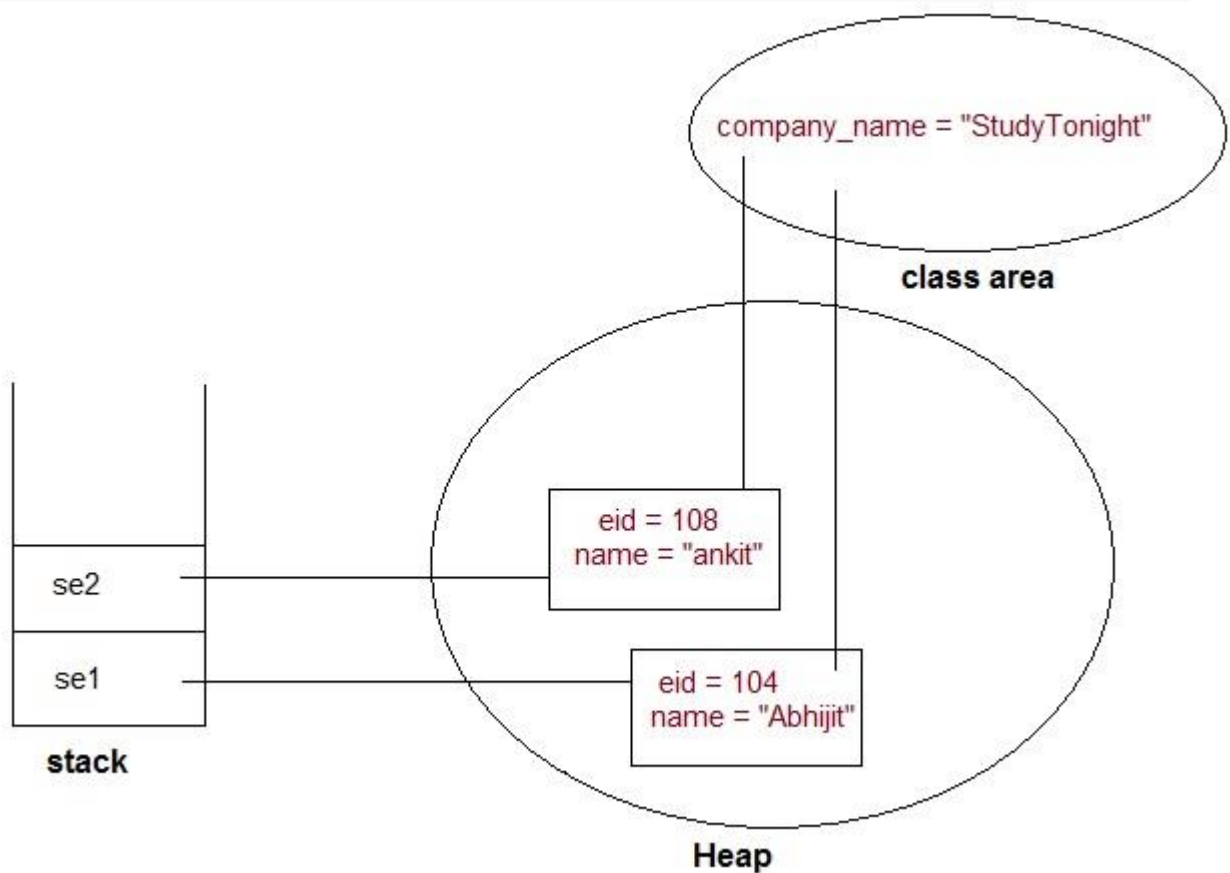 company_name = "StudyTonight"
class area
eid = 108
name = "ankit"
se2
se1
eid = 104
name = "Abhijit"
stack
Heap